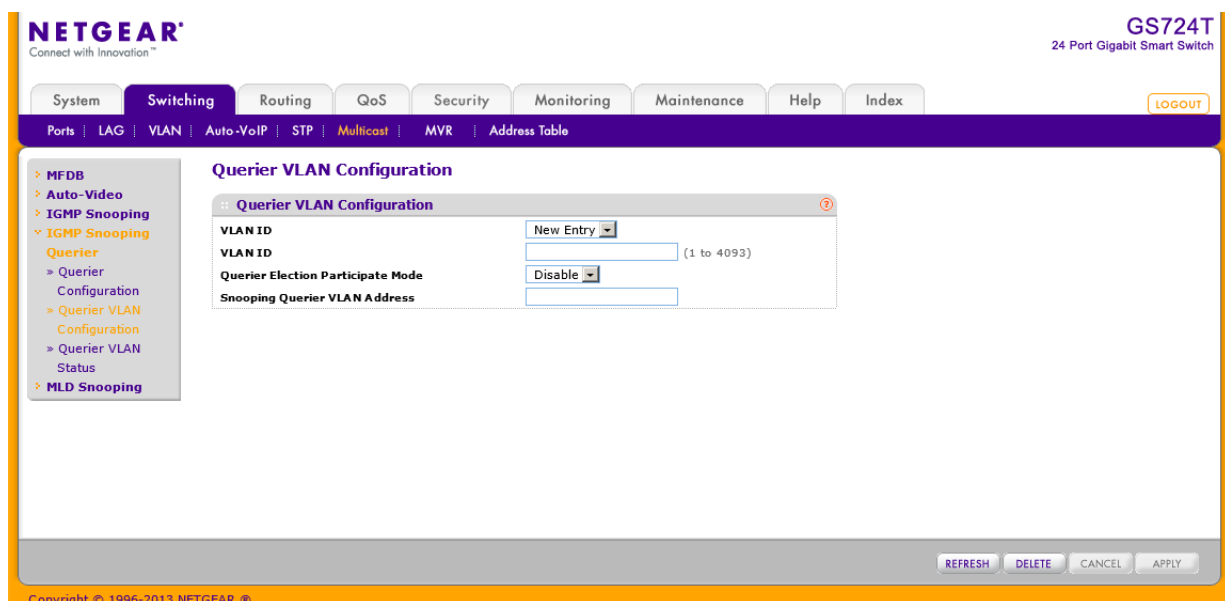 NETGEAR®
Connect with Innovation™
GS724T
24 Port Gigabit Smart Switch
System Switching Routing QoS Security Monitoring Maintenance Help Index
LOGOUT
Ports LAG VLAN Auto-VoIP STP Multicast MVR Address Table
MFDB
Auto-Video
IGMP Snooping
IGMP Snooping
Querier
» Querier
Configuration
» Querier VLAN
Configuration
» Querier VLAN
Status
MLD Snooping
Querier VLAN Configuration
Querier VLAN Configuration ?
VLAN ID New Entry
VLAN ID (1 to 4093)
Querier Election Participate Mode Disable
Snooping Querier VLAN Address
REFRESH DELETE CANCEL APPLY
Copyright © 1996-2013 NETGEAR ®